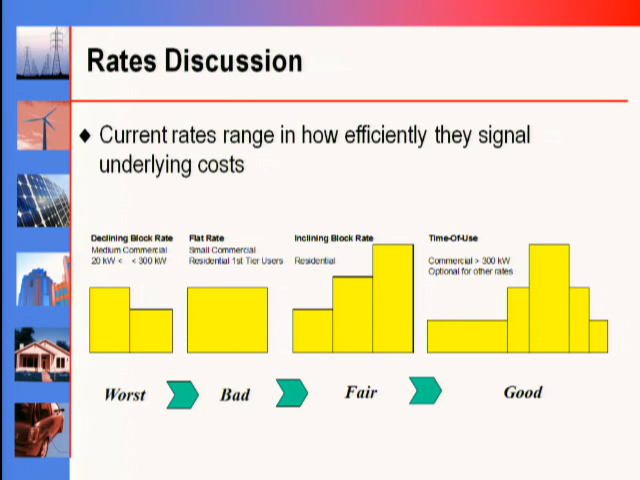 Rates Discussion
♦ Current rates range in how efficiently they signal
underlying costs
Declining Block Rate
Medium Commercial
20 kW < < 300 kW
Flat Rate
Small Commercial
Residential 1st Tier Users
Inclining Block Rate
Residential
Time-Of-Use
Commercial > 300 kW
Optional for other rates
Worst Bad Fair Good